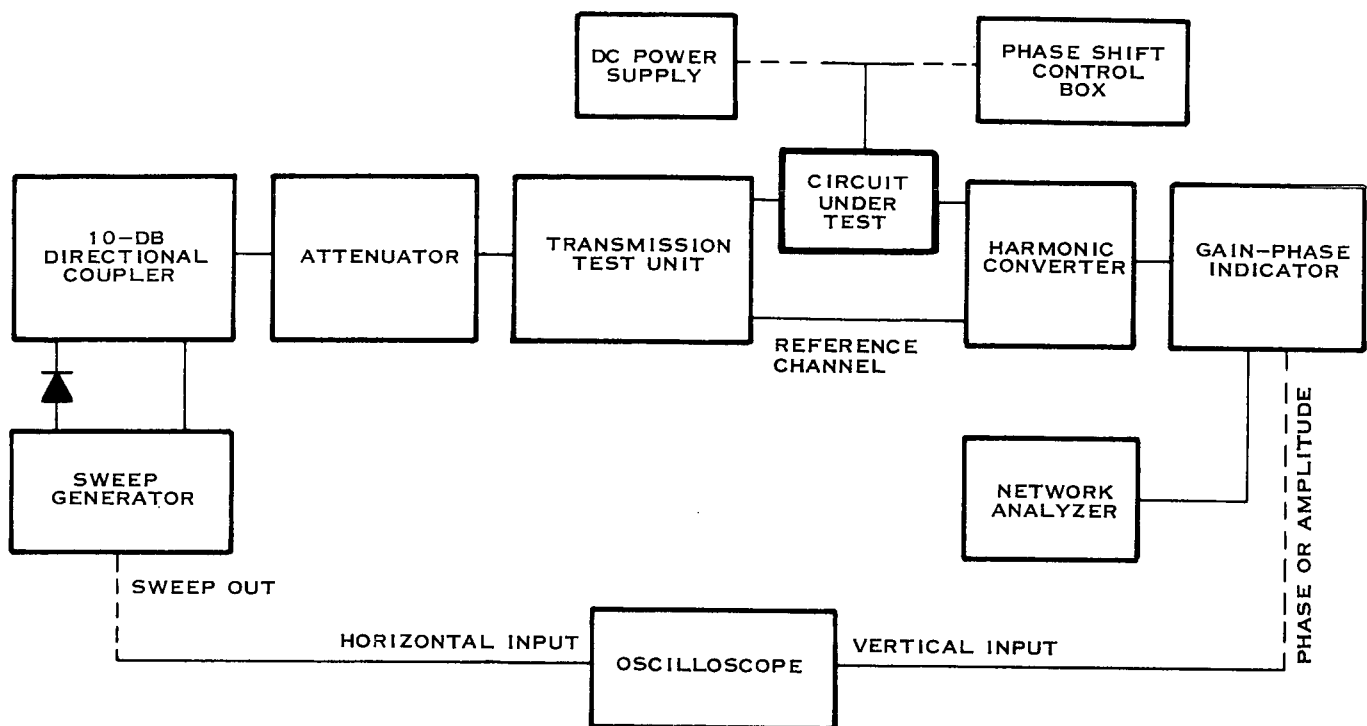 DC POWER
SUPPLY
PHASE SHIFT
CONTROL
BOX
10-DB
DIRECTIONAL
COUPLER
ATTENUATOR
TRANSMISSION
TEST UNIT
CIRCUIT
UNDER
TEST
HARMONIC
CONVERTER
GAIN-PHASE
INDICATOR
REFERENCE
CHANNEL
SWEEP
GENERATOR
NETWORK
ANALYZER
PHASE OR AMPLITUDE
SWEEP OUT
HORIZONTAL INPUT
OSCILLOSCOPE
VERTICAL INPUT